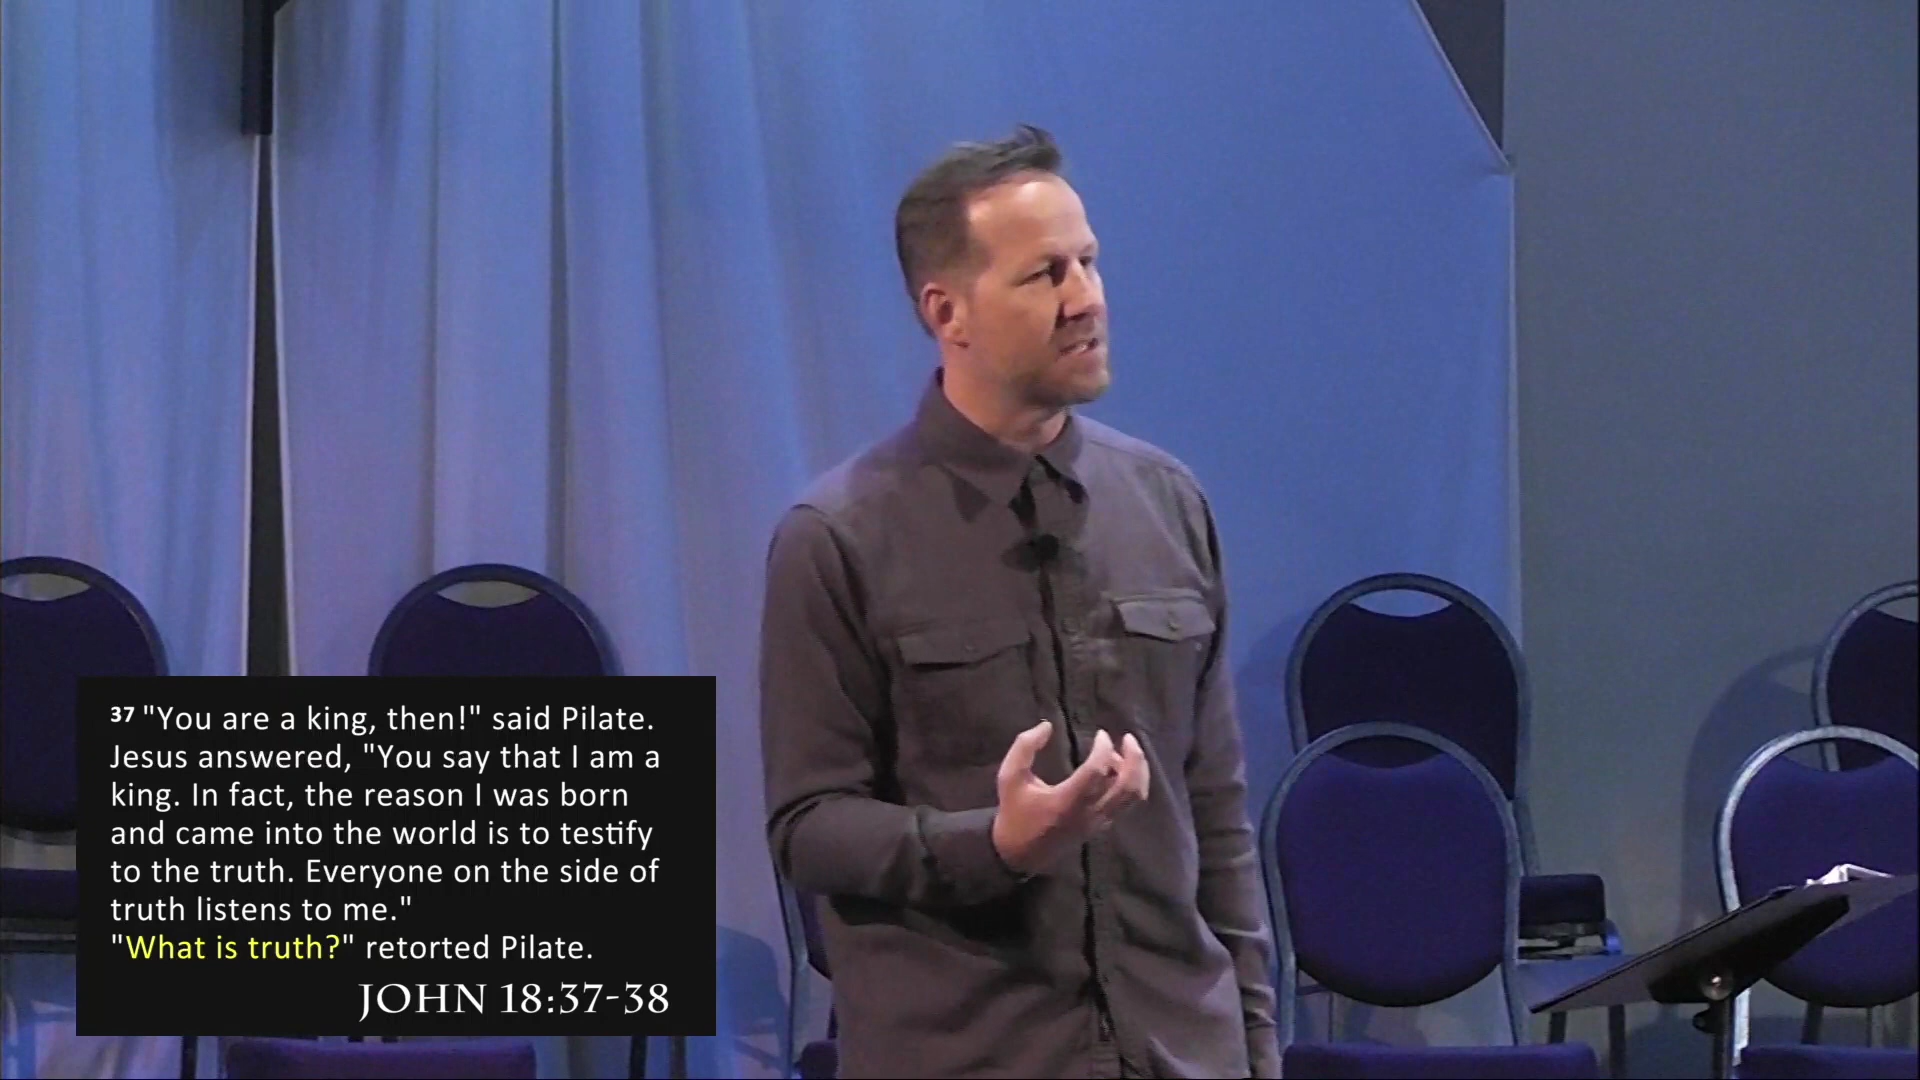 37 "You are a king, then!" said Pilate.
Jesus answered, "You say that I am a
king. In fact, the reason I was born
and came into the world is to testify
to the truth. Everyone on the side of
truth listens to me."
"What is truth?" retorted Pilate.
JOHN 18:37-38